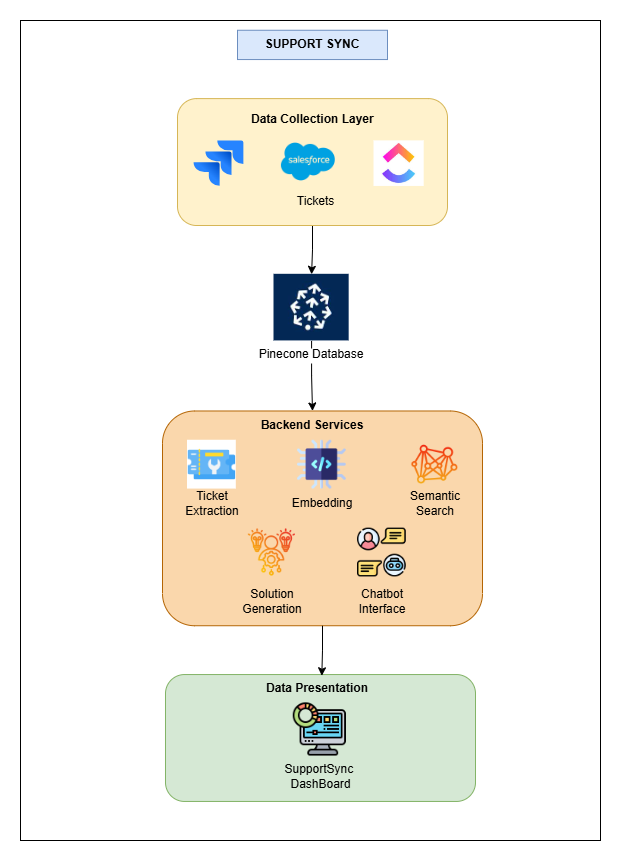 SUPPORT SYNC
Data Collection Layer
salesforce
Tickets
Pinecone Database
Backend Services
Ticket
Extraction
Embedding
Semantic
Search
Solution
Generation
Chatbot
Interface
Data Presentation
SupportSync
DashBoard